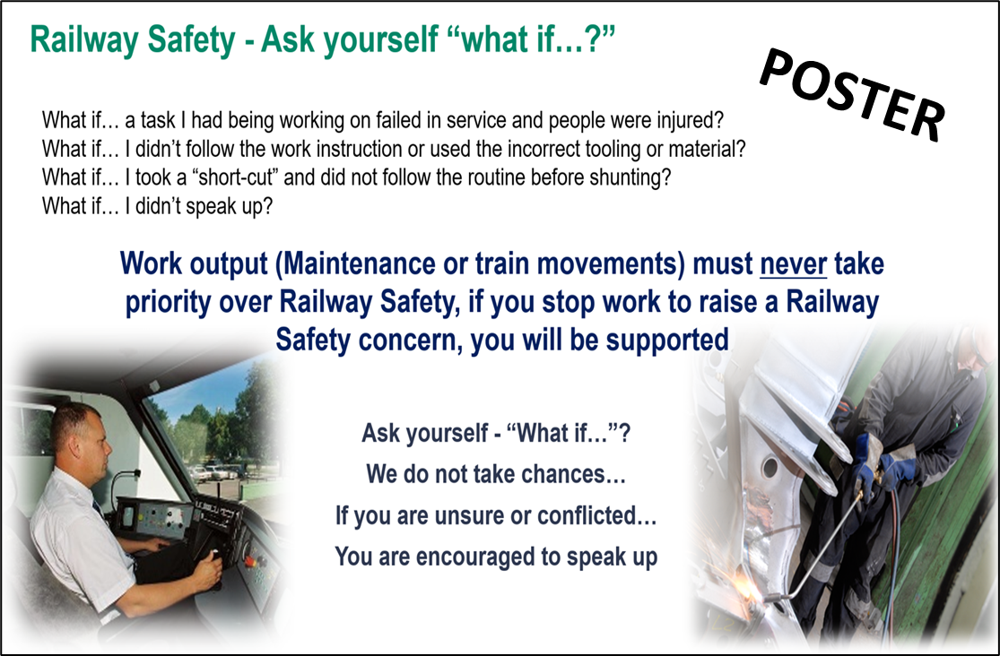 Railway Safety - Ask yourself “what if…?”
POSTER
What if… a task I had being working on failed in service and people were injured?
What if… I didn’t follow the work instruction or used the incorrect tooling or material?
What if… I took a “short-cut” and did not follow the routine before shunting?
What if… I didn’t speak up?
Work output (Maintenance or train movements) must never take
priority over Railway Safety, if you stop work to raise a Railway
Safety concern, you will be supported
Ask yourself - “What if…”?
We do not take chances…
If you are unsure or conflicted…
You are encouraged to speak up